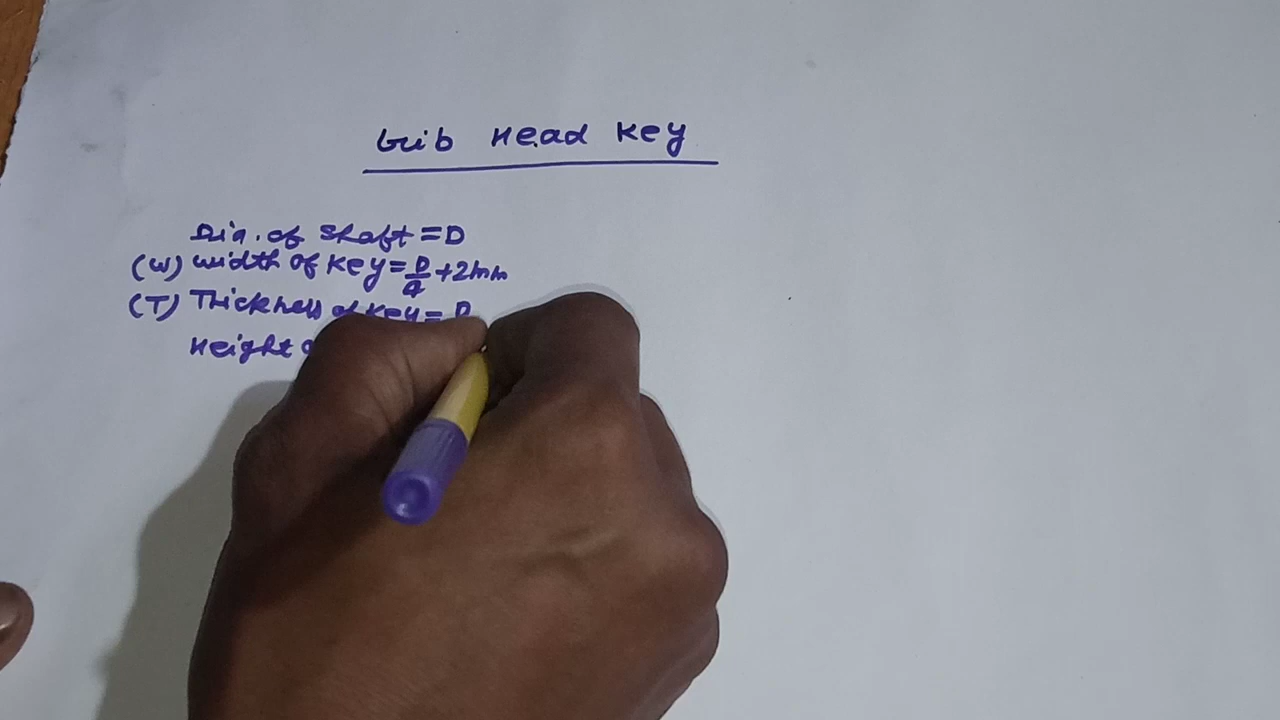 Gib Head Key
Dia. of shaft = D
(W) width of key = D/4 + 2mm
(T) Thickness of key = D
Height